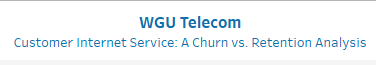 WGU Telecom
Customer Internet Service: A Churn vs. Retention Analysis